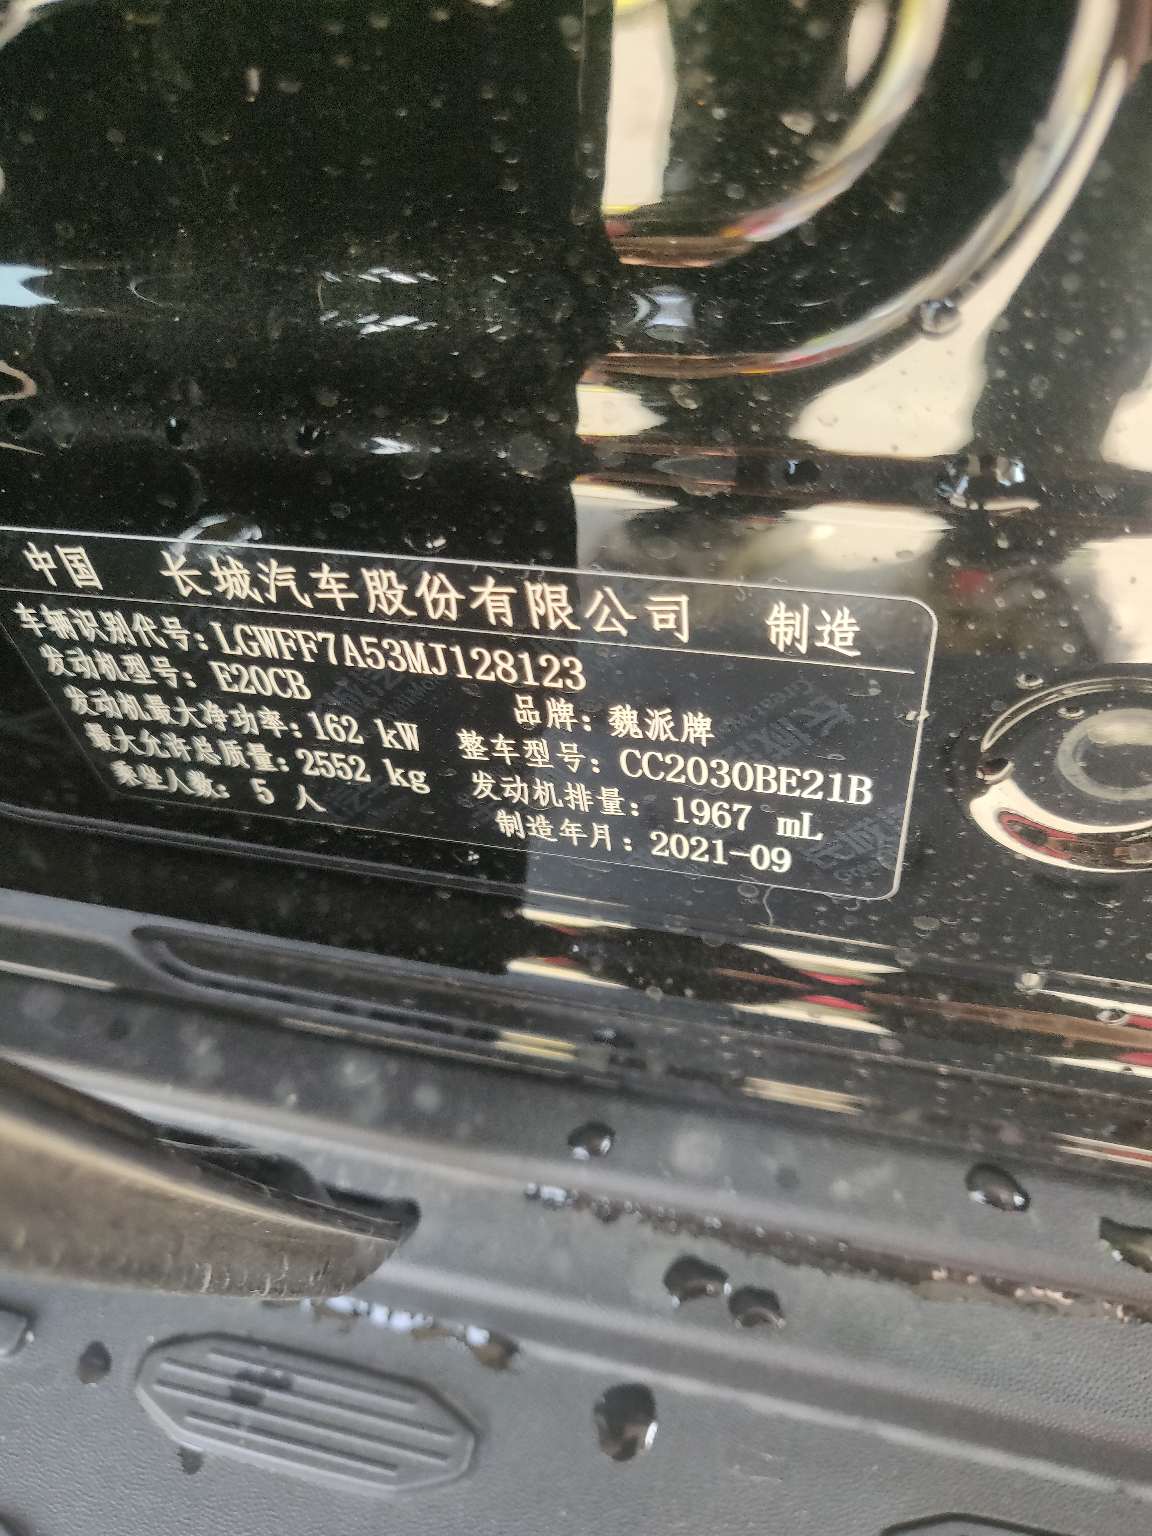 中国 长城汽车股份有限公司 制造
车辆识别代号：LGWFF7A53MJ128123
发动机型号：E20CB 品牌：魏派牌
发动机最大净功率：162 kW 整车型号：CC2030BE21B
最大允许总质量：2552 kg 发动机排量： 1967 mL
乘坐人数： 5 人 制造年月：2021-09